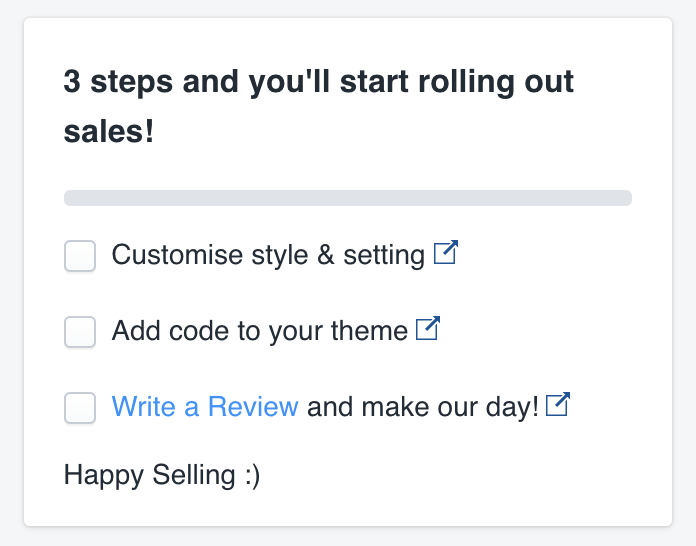 3 steps and you'll start rolling out
sales!
Customise style & setting
Add code to your theme
Write a Review and make our day!
Happy Selling :)